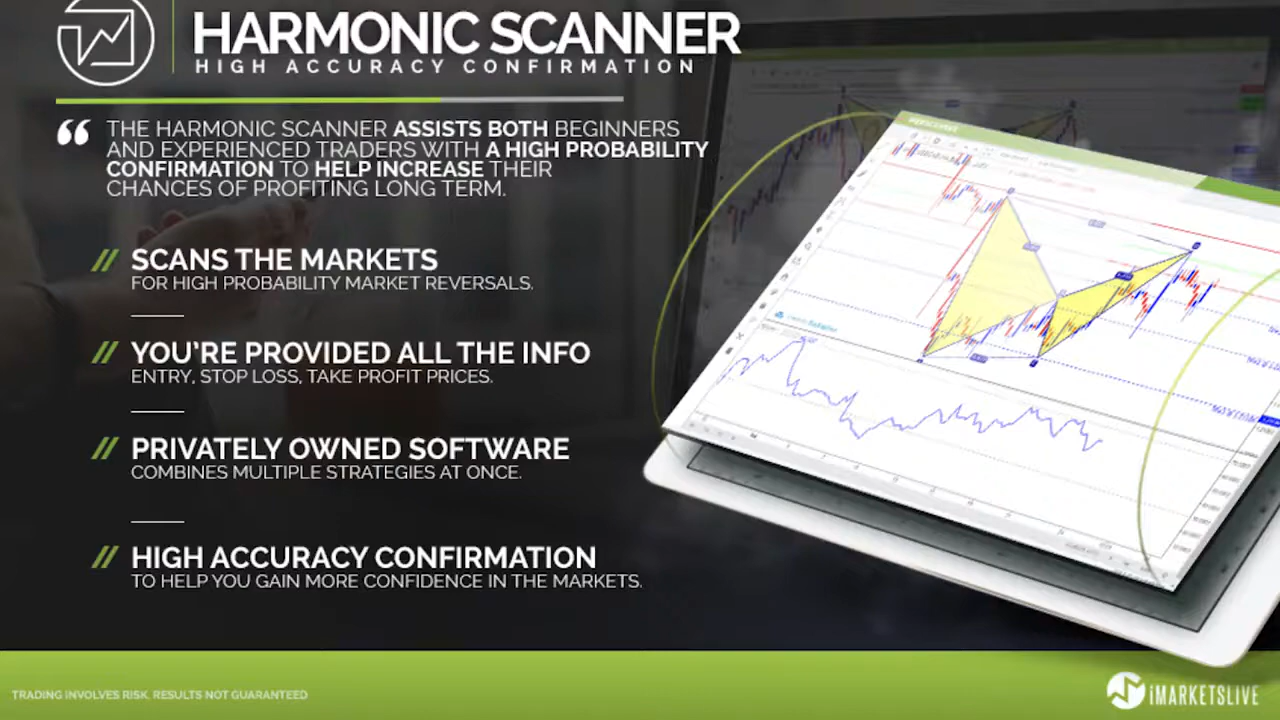 HARMONIC SCANNER
HIGH ACCURACY CONFIRMATION
“ THE HARMONIC SCANNER ASSISTS BOTH BEGINNERS
AND EXPERIENCED TRADERS WITH A HIGH PROBABILITY
CONFIRMATION TO HELP INCREASE THEIR
CHANCES OF PROFITING LONG TERM.
// SCANS THE MARKETS
FOR HIGH PROBABILITY MARKET REVERSALS.
// YOU'RE PROVIDED ALL THE INFO
ENTRY, STOP LOSS, TAKE PROFIT PRICES.
// PRIVATELY OWNED SOFTWARE
COMBINES MULTIPLE STRATEGIES AT ONCE.
// HIGH ACCURACY CONFIRMATION
TO HELP YOU GAIN MORE CONFIDENCE IN THE MARKETS.
TRADING INVOLVES RISK. RESULTS NOT GUARANTEED
iMARKETSLIVE